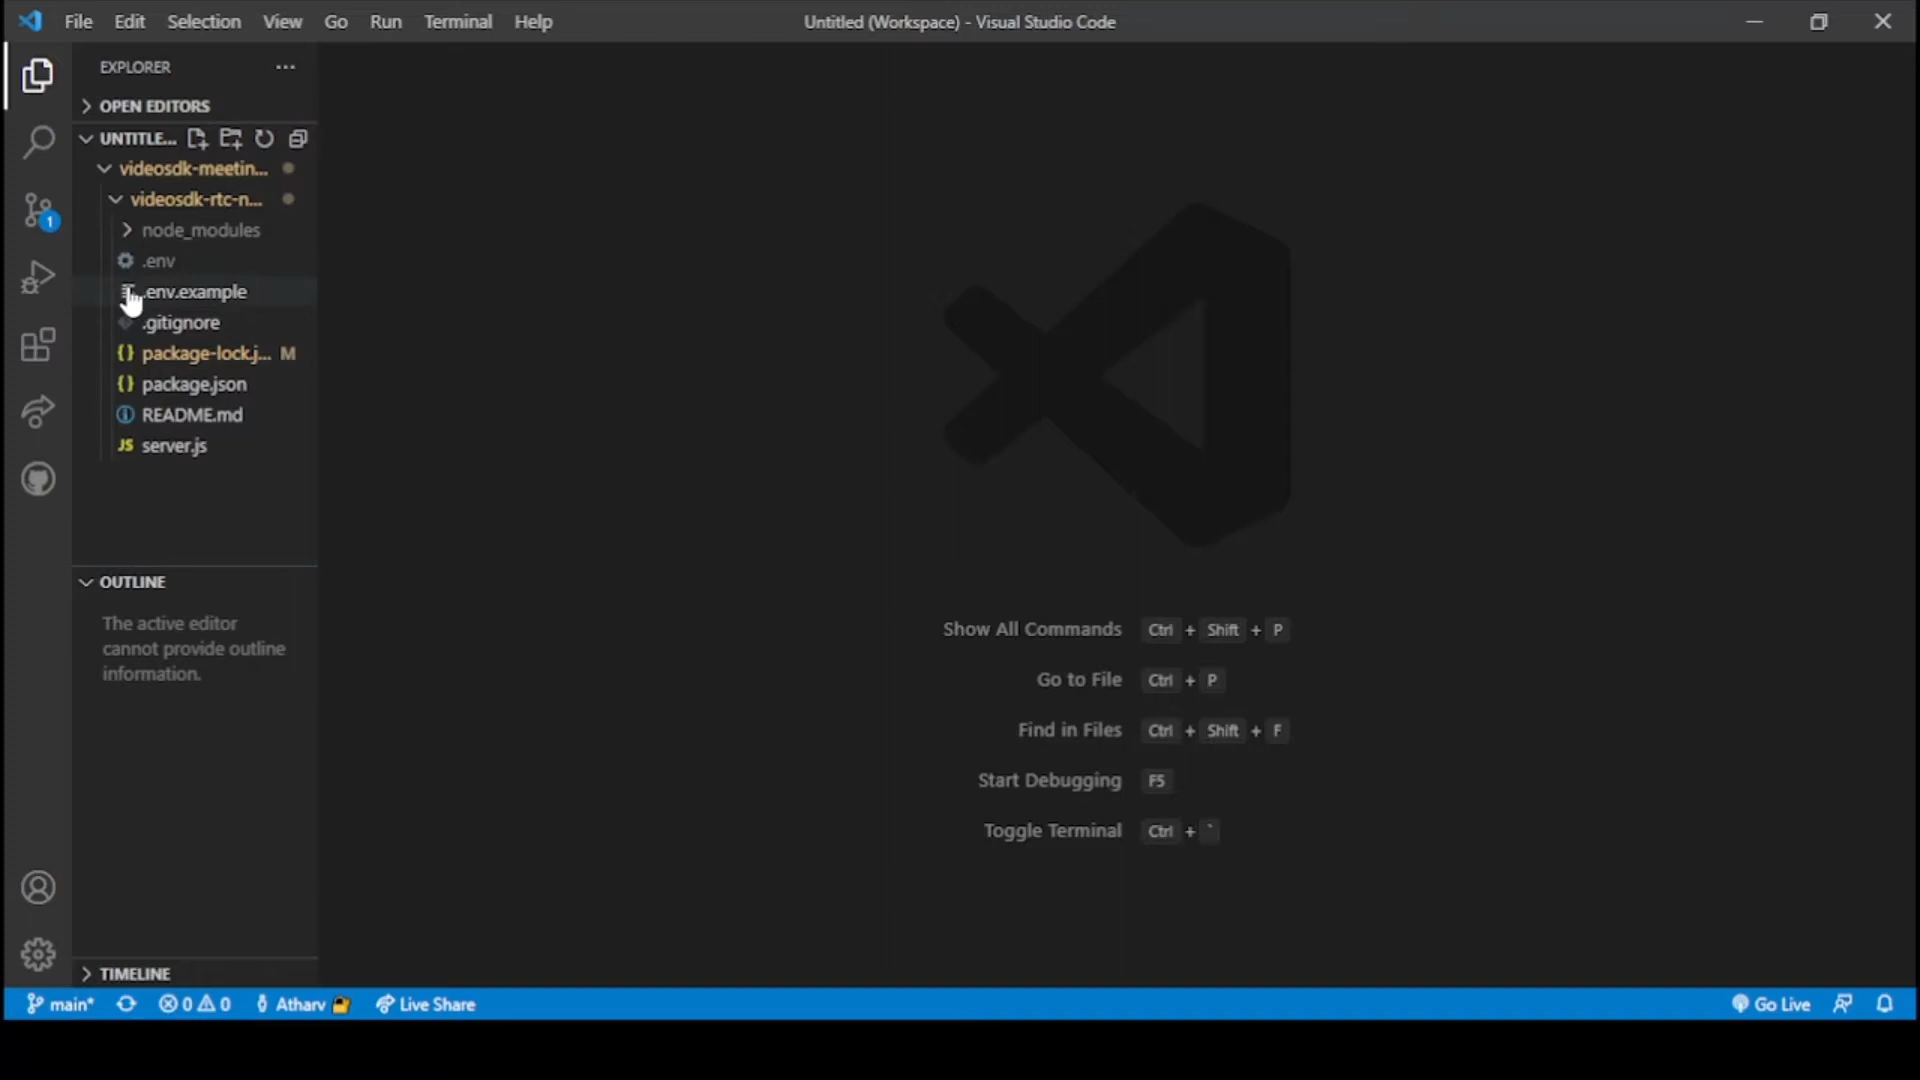 File Edit Selection View Go Run Terminal Help Untitled (Workspace) - Visual Studio Code
EXPLORER ...
OPEN EDITORS
UNTITLE...
videosdk-meetin...
videosdk-rtc-n...
node_modules
.env
.env.example
.gitignore
{} package-lock.j... M
{} package.json
README.md
JS server.js
1
OUTLINE
The active editor
cannot provide outline
information.
TIMELINE
Show All Commands Ctrl + Shift + P
Go to File Ctrl + P
Find in Files Ctrl + Shift + F
Start Debugging F5
Toggle Terminal Ctrl + `
main* 0 0 Atharv Live Share Go Live